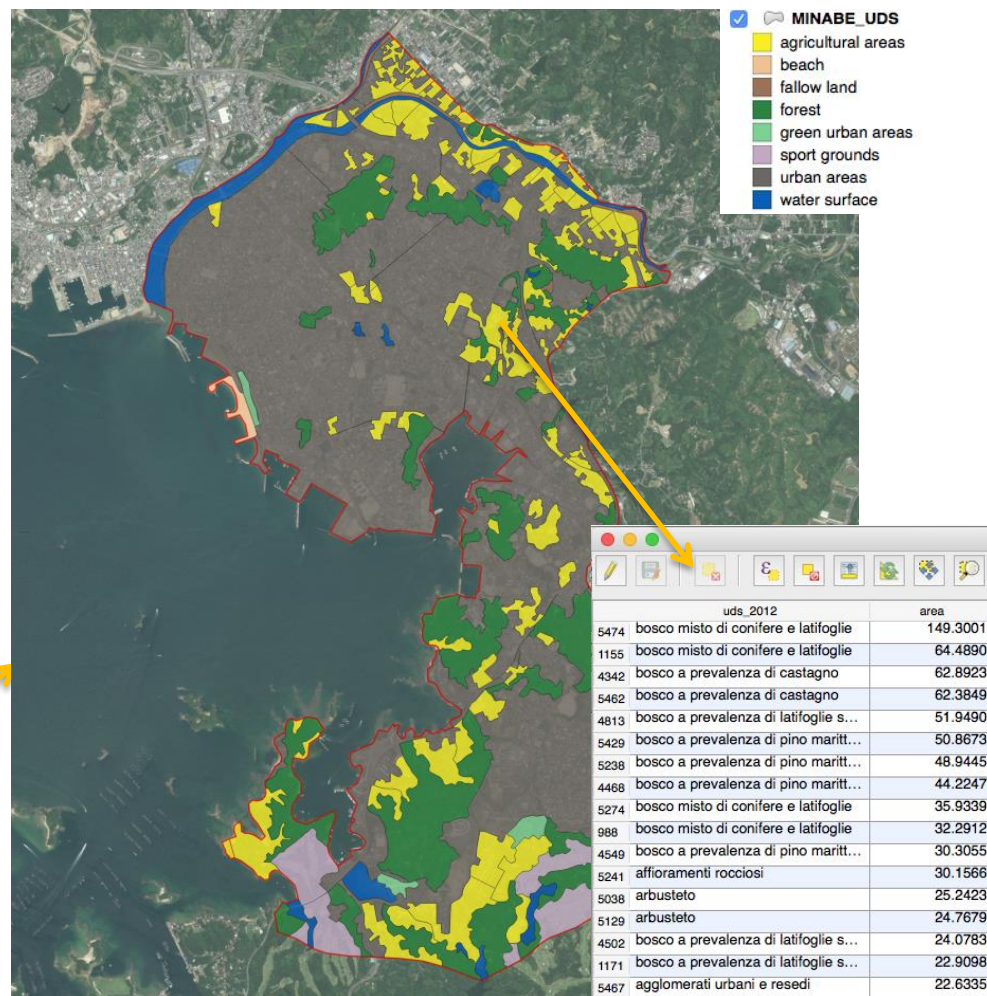 MINABE_UDS
agricultural areas
beach
fallow land
forest
green urban areas
sport grounds
urban areas
water surface
uds_2012 area
5474 bosco misto di conifere e latifoglie 149.3001
1155 bosco misto di conifere e latifoglie 64.4890
4342 bosco a prevalenza di castagno 62.8923
5462 bosco a prevalenza di castagno 62.3849
4813 bosco a prevalenza di latifoglie s... 51.9490
5429 bosco a prevalenza di pino maritt... 50.8673
5238 bosco a prevalenza di pino maritt... 48.9445
4468 bosco a prevalenza di pino maritt... 44.2247
5274 bosco misto di conifere e latifoglie 35.9339
988 bosco misto di conifere e latifoglie 32.2912
4549 bosco a prevalenza di pino maritt... 30.3055
5241 affioramenti rocciosi 30.1566
5038 arbusteto 25.2423
5129 arbusteto 24.7679
4502 bosco a prevalenza di latifoglie s... 24.0783
1171 bosco a prevalenza di latifoglie s... 22.9098
5467 agglomerati urbani e resedi 22.6335